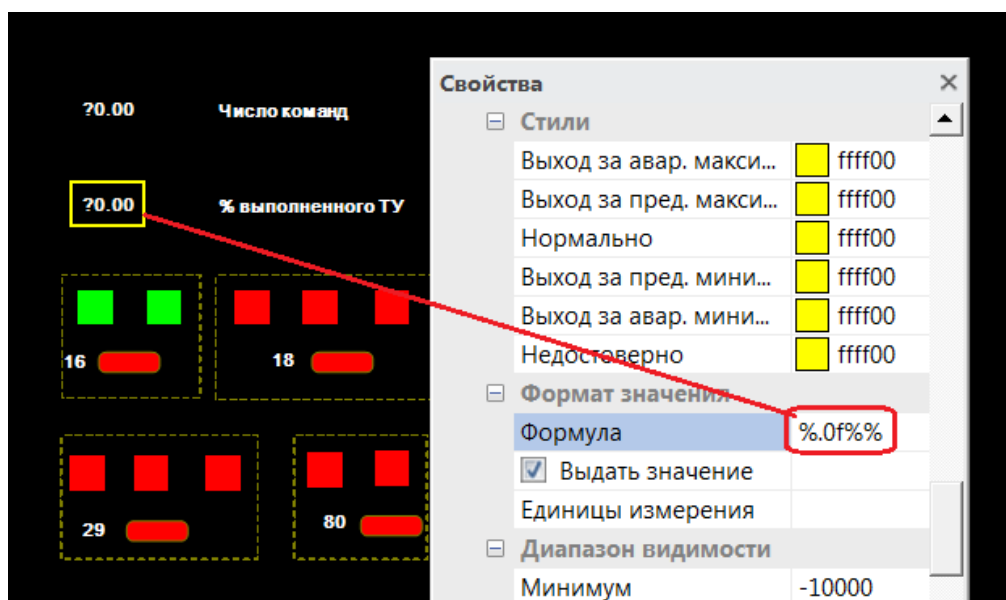 ?0.00 Число команд
?0.00 % выполненного ТУ
16
18
29
80
Свойства
Стили
Выход за авар. макси... ffff00
Выход за пред. макси... ffff00
Нормально ffff00
Выход за пред. мини... ffff00
Выход за авар. мини... ffff00
Недостоверно ffff00
Формат значения
Формула %.0f%%
Выдать значение
Единицы измерения
Диапазон видимости
Минимум -10000